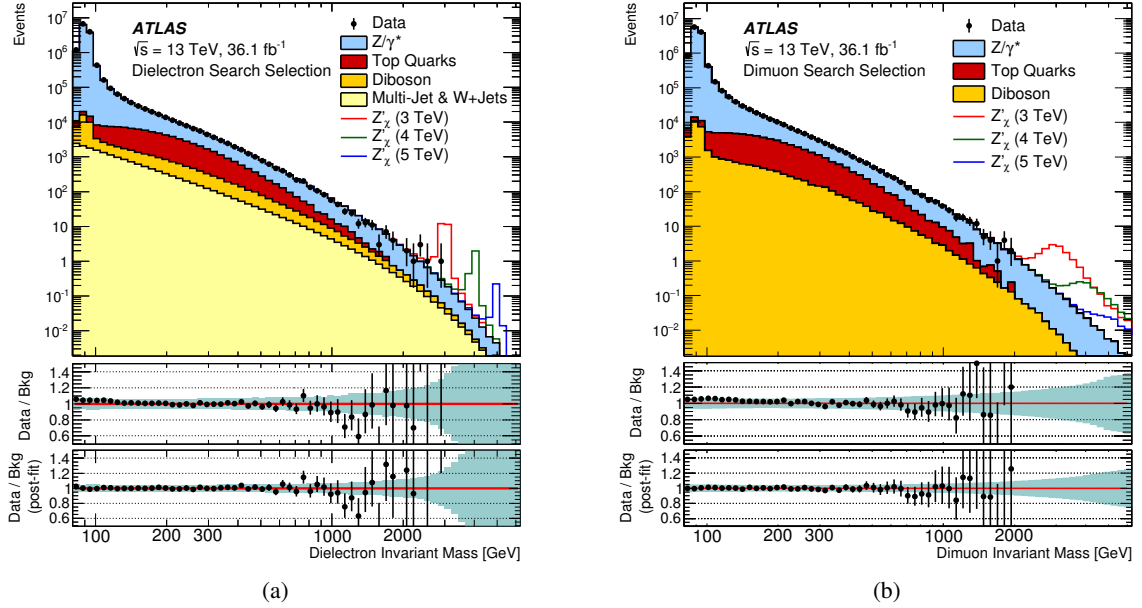 Events
10⁷
10⁶
10⁵
10⁴
10³
10²
10
1
10⁻¹
10⁻²
ATLAS
√s = 13 TeV, 36.1 fb⁻¹
Dielectron Search Selection
Data
Z/γ*
Top Quarks
Diboson
Multi-Jet & W+Jets
Z'χ (3 TeV)
Z'χ (4 TeV)
Z'χ (5 TeV)
Data / Bkg
1.4
1.2
1
0.8
0.6
Data / Bkg
(post-fit)
1.4
1.2
1
0.8
0.6
100 200 300 1000 2000
Dielectron Invariant Mass [GeV]
(a)
Events
10⁷
10⁶
10⁵
10⁴
10³
10²
10
1
10⁻¹
10⁻²
ATLAS
√s = 13 TeV, 36.1 fb⁻¹
Dimuon Search Selection
Data
Z/γ*
Top Quarks
Diboson
Z'χ (3 TeV)
Z'χ (4 TeV)
Z'χ (5 TeV)
Data / Bkg
1.4
1.2
1
0.8
0.6
Data / Bkg
(post-fit)
1.4
1.2
1
0.8
0.6
100 200 300 1000 2000
Dimuon Invariant Mass [GeV]
(b)